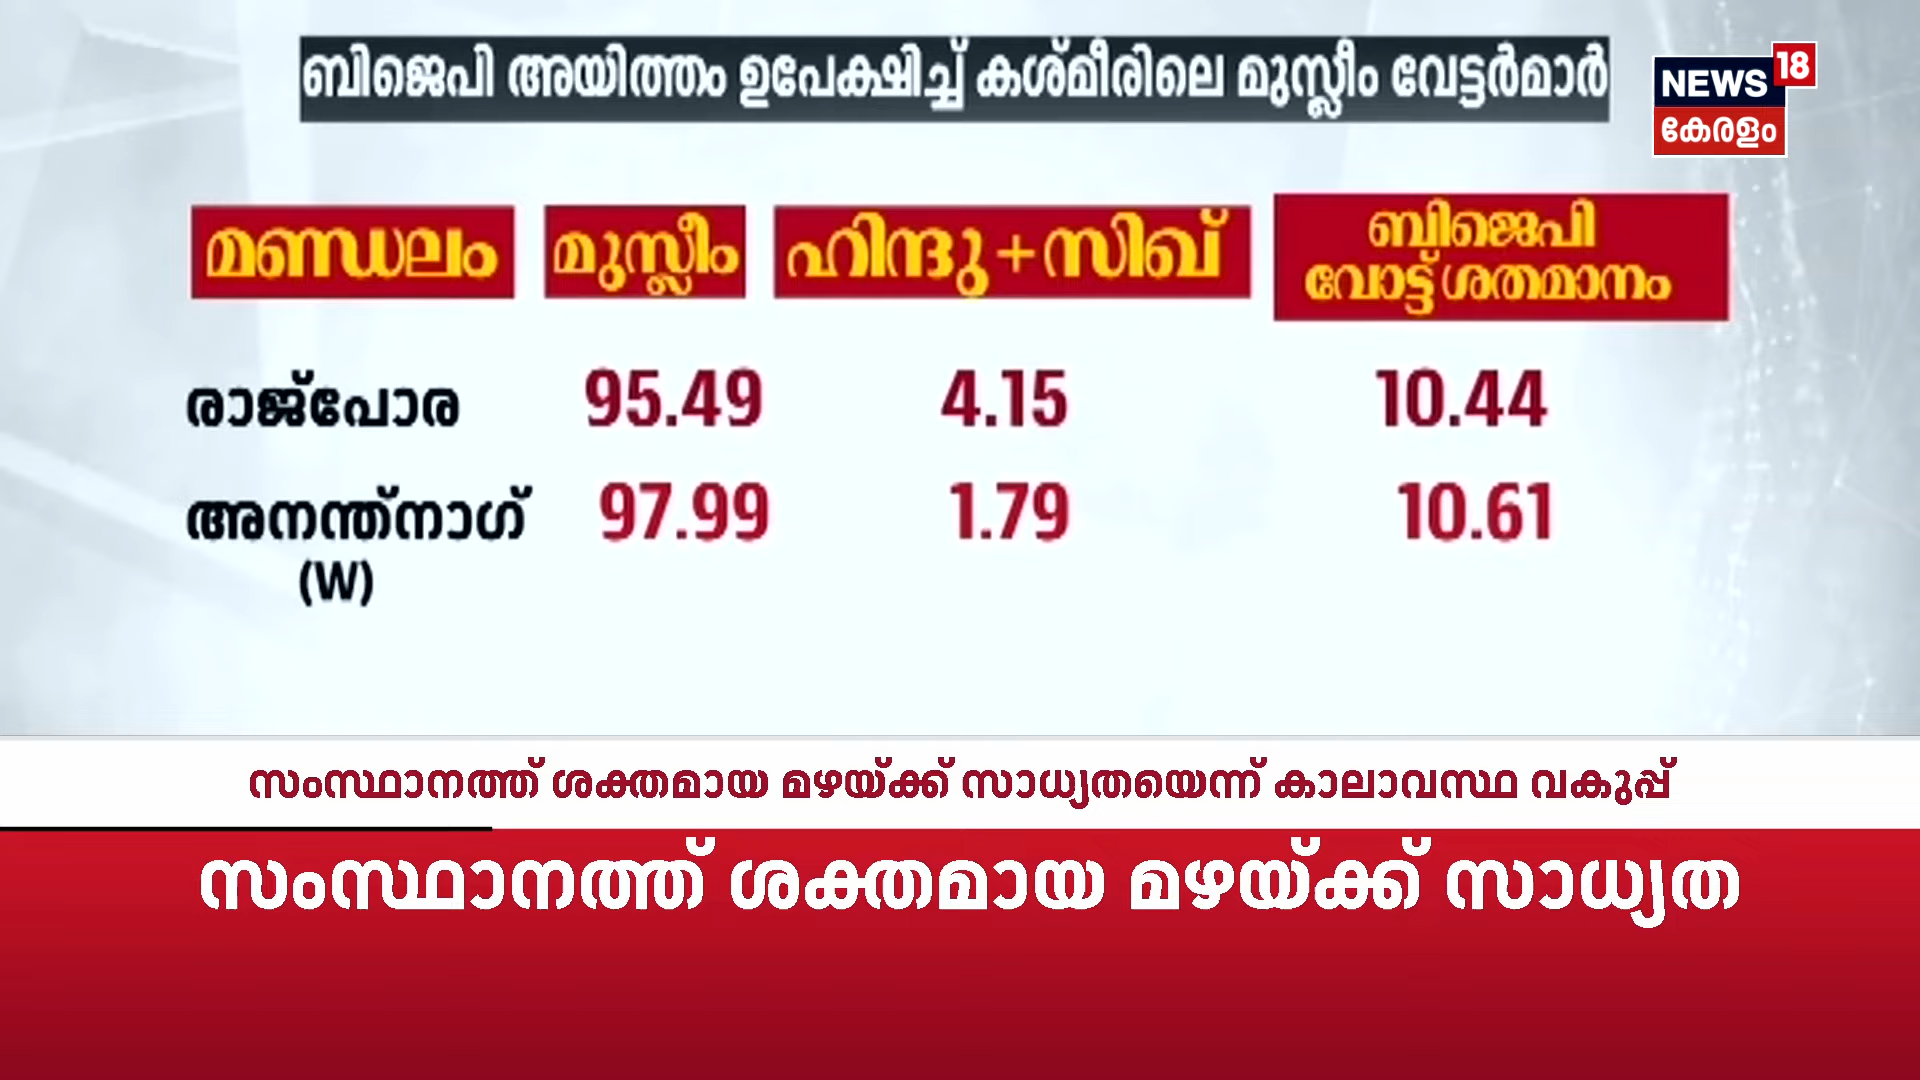 ബിജെപി അയിത്തം ഉപേക്ഷിച്ച് കശ്മീരിലെ മുസ്ലീം വേട്ടർമാർ
NEWS 18
കേരളം
മണ്ഡലം മുസ്ലീം ഹിന്ദു+സിഖ് ബിജെപി
വോട്ട് ശതമാനം
രാജ്പോര 95.49 4.15 10.44
അനന്ത്നാഗ് 97.99 1.79 10.61
(W)
സംസ്ഥാനത്ത് ശക്തമായ മഴയ്ക്ക് സാധ്യതയെന്ന് കാലാവസ്ഥ വകുപ്പ്
സംസ്ഥാനത്ത് ശക്തമായ മഴയ്ക്ക് സാധ്യത